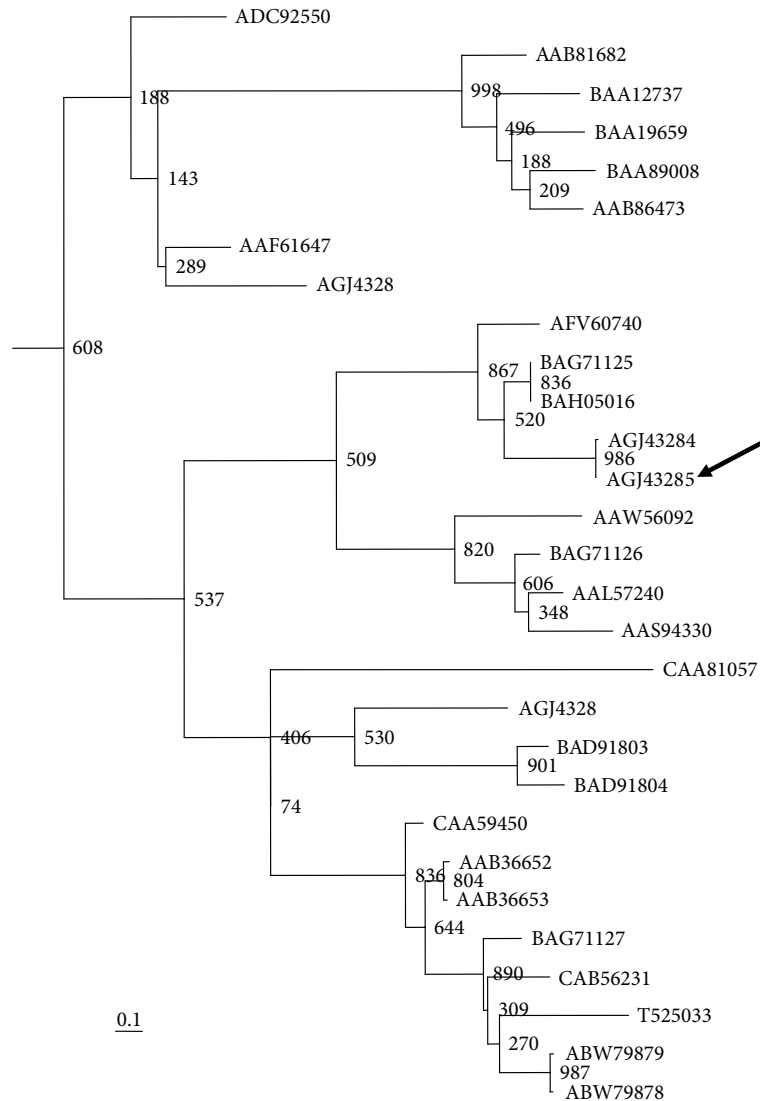 ADC92550
AAB81682
998
BAA12737
188
496
BAA19659
188
BAA89008
143
209
AAB86473
AAF61647
289
AGJ4328
AFV60740
608
BAG71125
867
836
BAH05016
520
AGJ43284
509
986
AGJ43285
AAW56092
820
BAG71126
606
AAL57240
537
348
AAS94330
CAA81057
AGJ4328
406
530
BAD91803
901
BAD91804
74
CAA59450
AAB36652
836
804
AAB36653
644
BAG71127
890
CAB56231
309
T525033
0.1
270
ABW79879
987
ABW79878